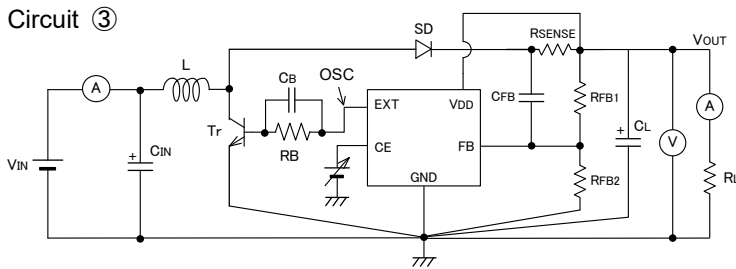 Circuit ③
SD
RSENSE
VOUT
L
A
CB
OSC
EXT
VDD
CFB
RFB1
CL
A
Tr
RB
CE
FB
V
VIN
+
CIN
GND
RFB2
+
RL